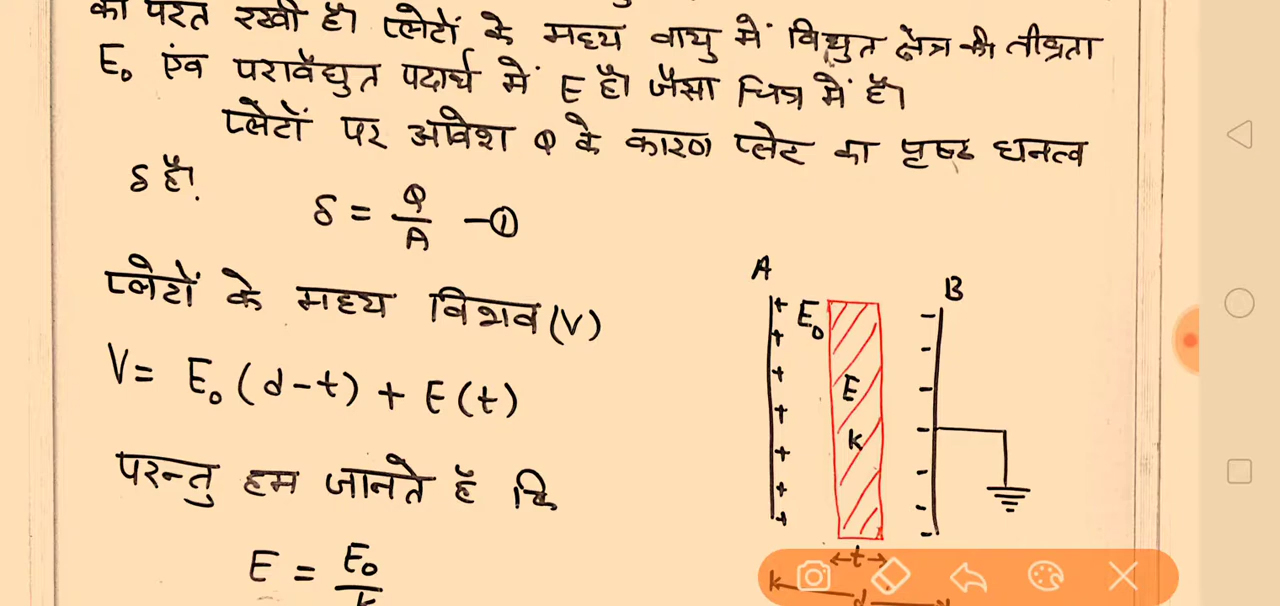 की परत रखी है। प्लेटों के मध्य वायु में विद्युत क्षेत्र की तीव्रता
E₀ एंव परावैद्युत पदार्थ में E है। जैसा चित्र में है।
प्लेटों पर आवेश Q के कारण प्लेट का पृष्ठ घनत्व
δ है।
δ = Q/A —①
प्लेटों के मध्य विभव (V)
V = E₀(d-t) + E(t)
परन्तु हम जानते है कि
E = E₀/k
A
B
E₀
E
k
t
d